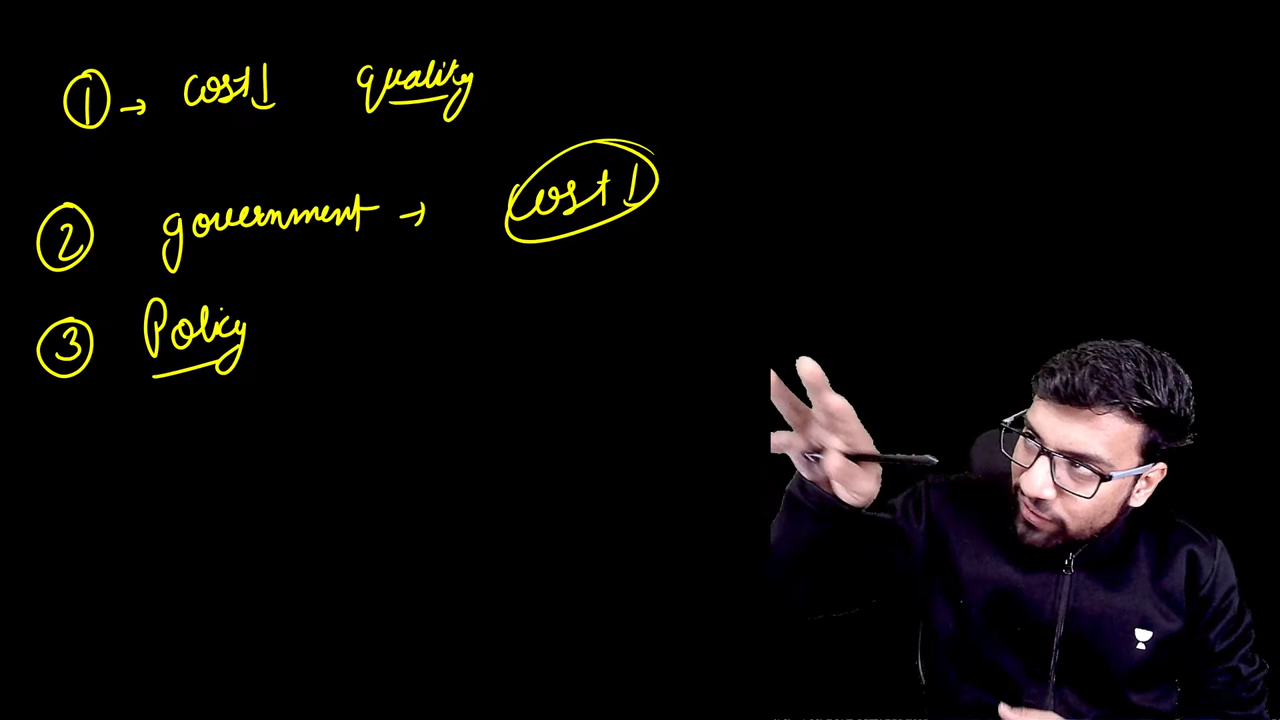 ① → cost↓ quality
② government → cost↓
③ Policy